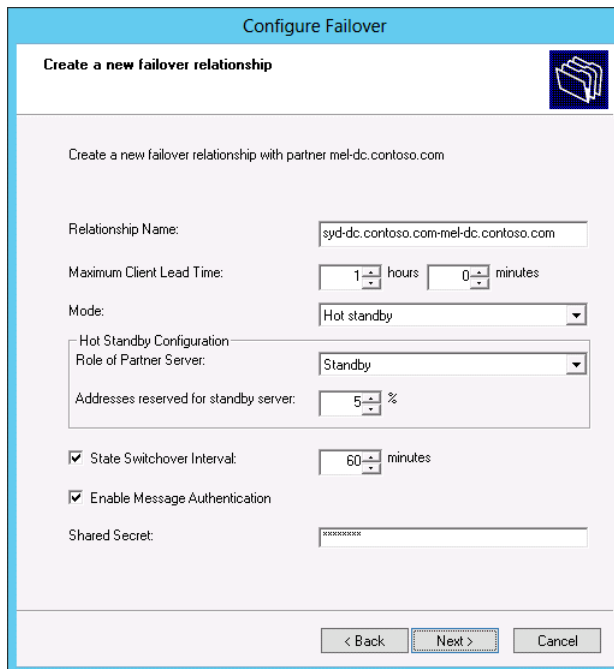 Configure Failover
Create a new failover relationship
Create a new failover relationship with partner mel-dc.contoso.com
Relationship Name: syd-dc.contoso.com-mel-dc.contoso.com
Maximum Client Lead Time: 1 hours 0 minutes
Mode: Hot standby
Hot Standby Configuration
Role of Partner Server: Standby
Addresses reserved for standby server: 5 %
State Switchover Interval: 60 minutes
Enable Message Authentication
Shared Secret: ********
< Back Next > Cancel